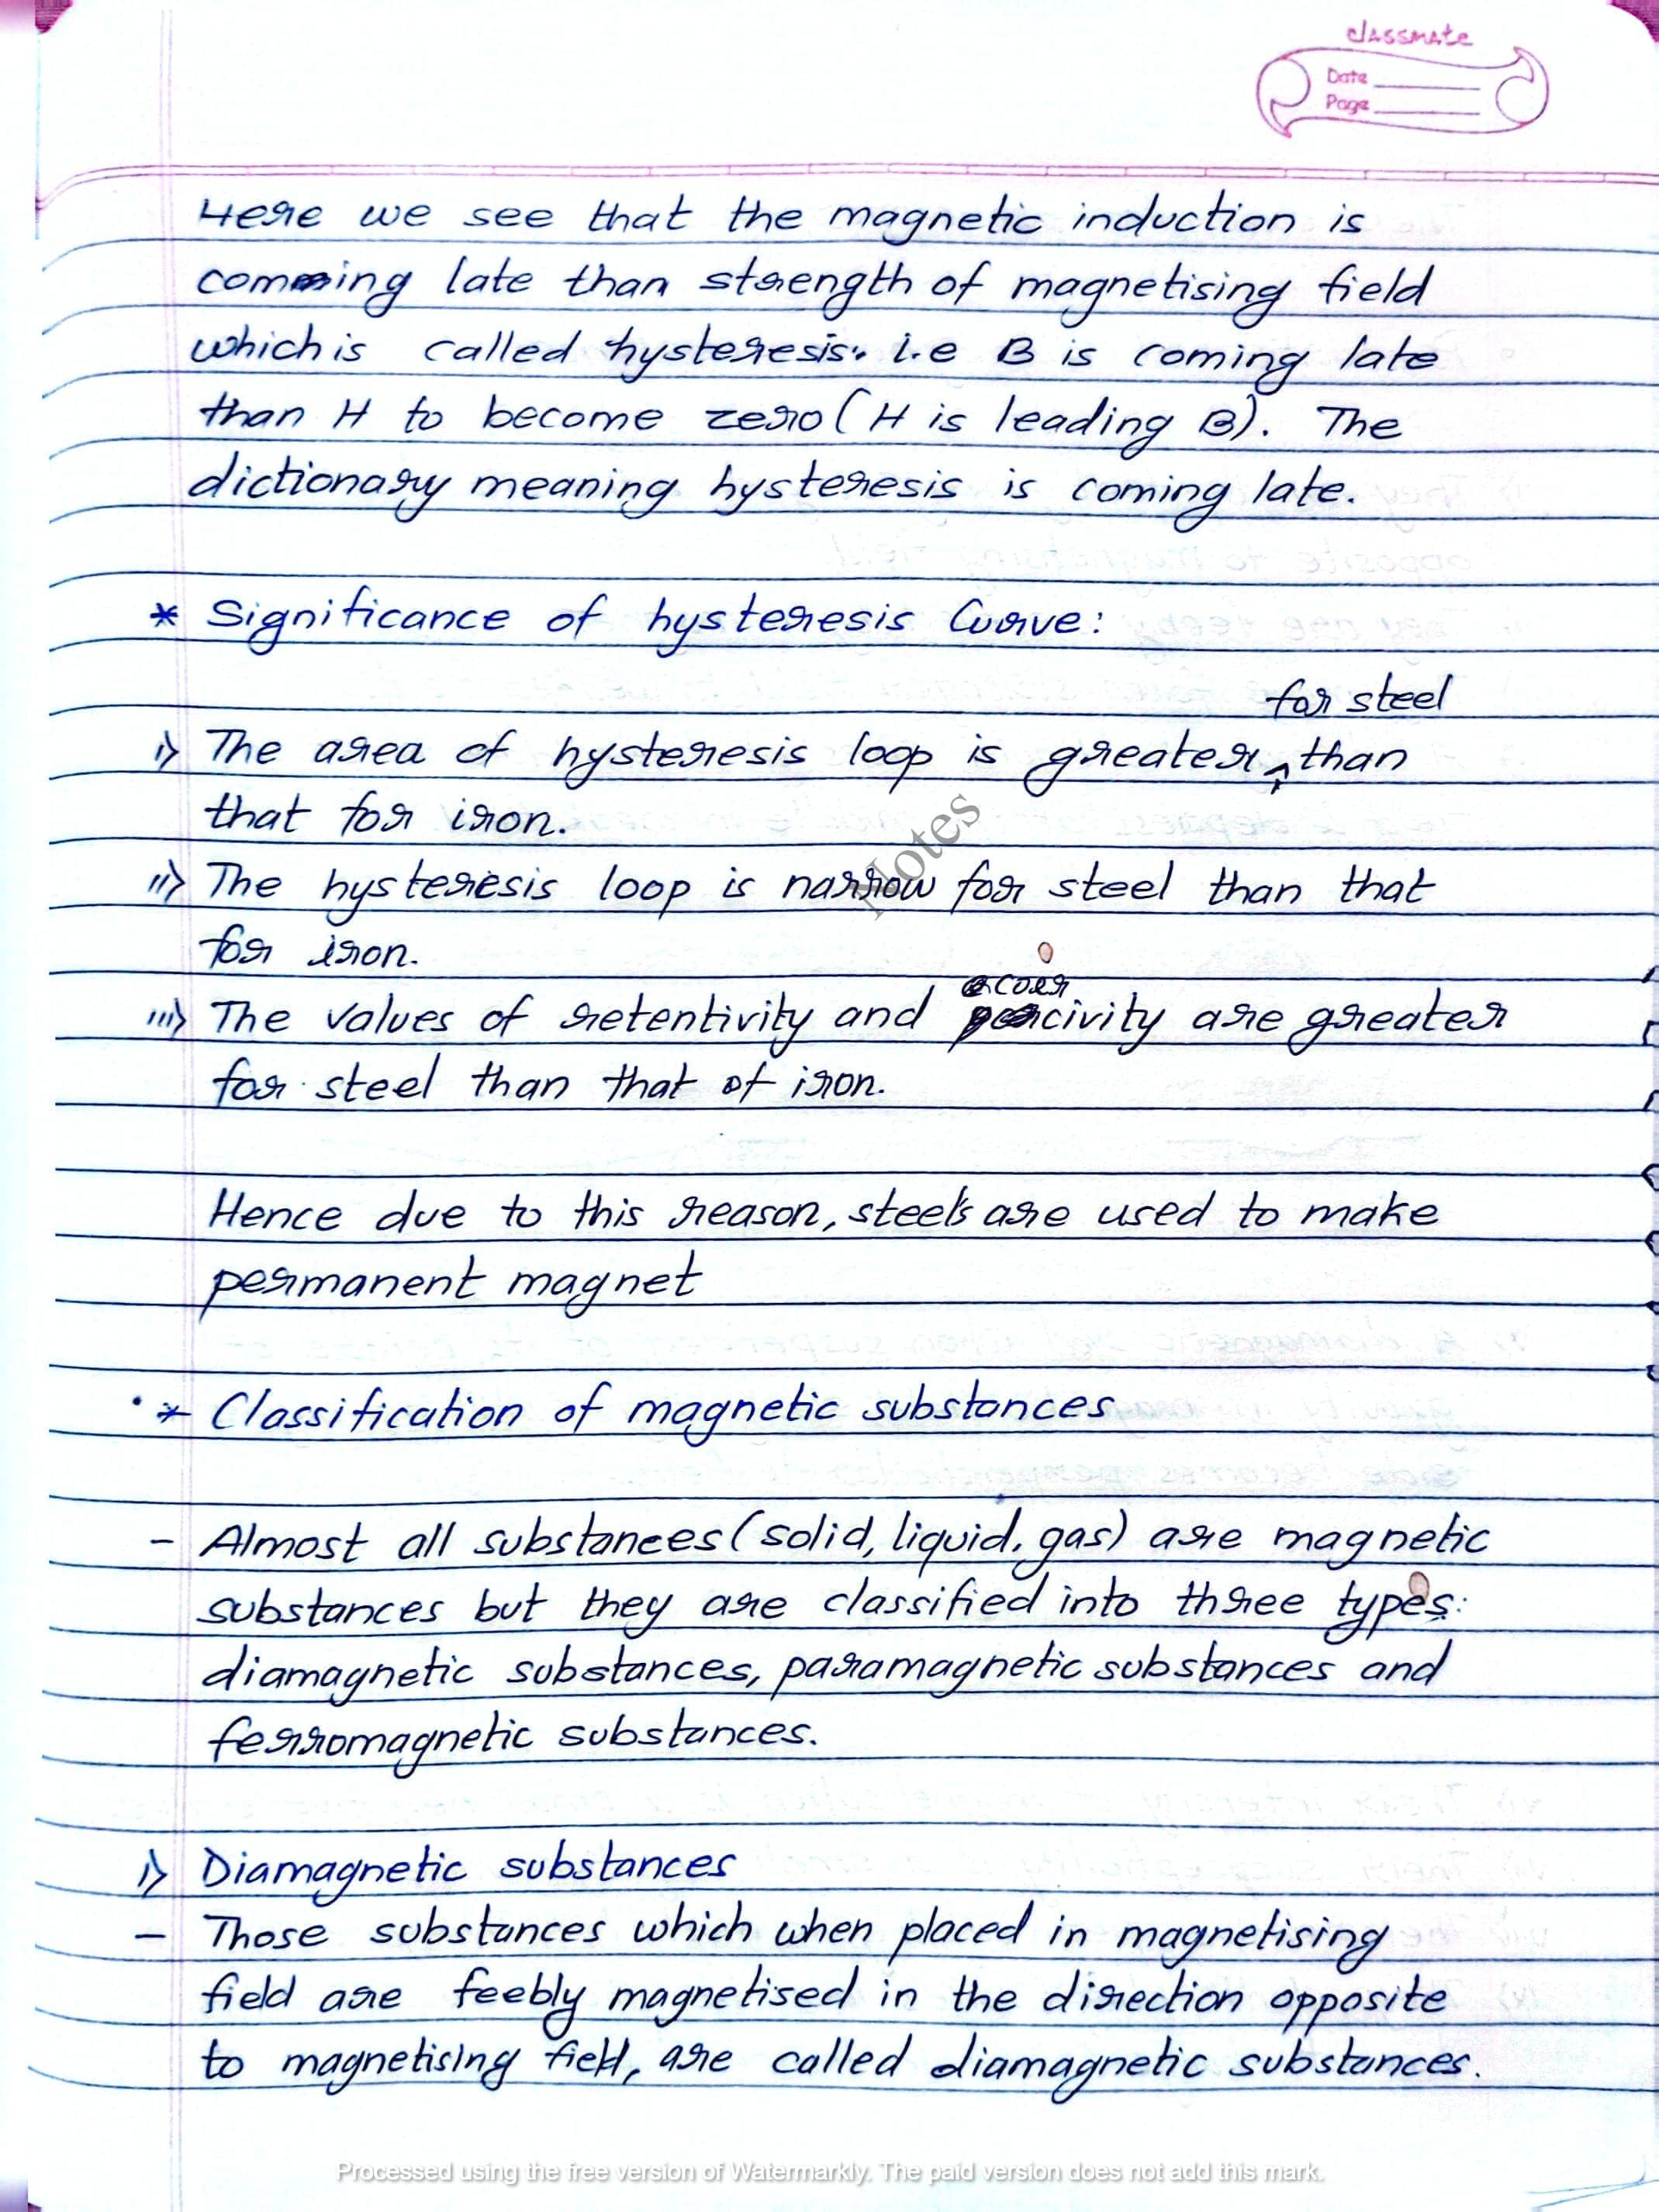 classmate
Date
Page
Here we see that the magnetic induction is
comming late than strength of magnetising field
which is called hysteresis. i.e B is coming late
than H to become zero (H is leading B). The
dictionary meaning hysteresis is coming late.
* Significance of hysteresis Curve:
for steel
i) The area of hysteresis loop is greater ^ than
that for iron.
ii) The hysteresis loop is narrow for steel than that
for iron.
coer
iii) The values of retentivity and civity are greater
for steel than that of iron.
Hence due to this reason, steels are used to make
permanent magnet
* Classification of magnetic substances
- Almost all substances (solid, liquid, gas) are magnetic
substances but they are classified into three types:
diamagnetic substances, paramagnetic substances and
ferromagnetic substances.
i) Diamagnetic substances
- Those substances which when placed in magnetising
field are feebly magnetised in the direction opposite
to magnetising field, are called diamagnetic substances.
Notes
Processed using the free version of Watermarkly. The paid version does not add this mark.